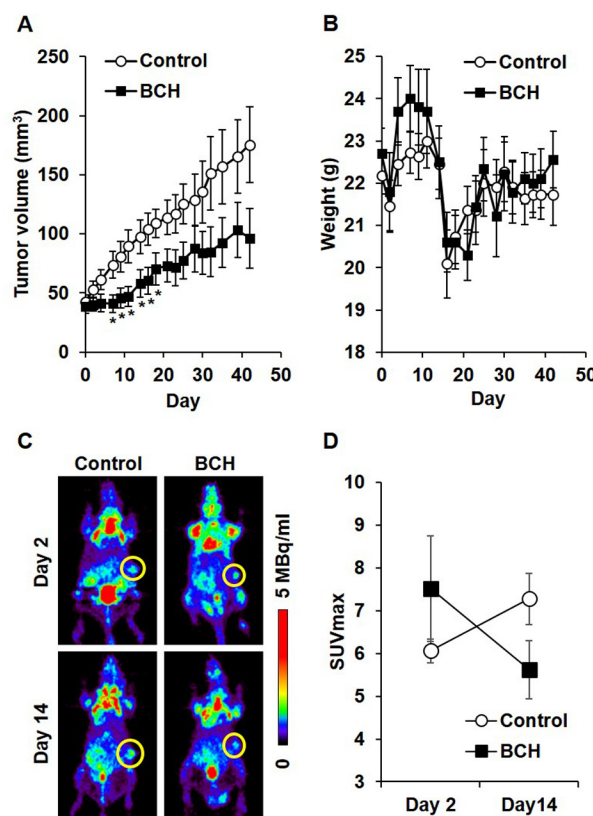 A
Control
BCH
Tumor volume (mm³)
250
200
150
100
50
0
* * * * * *
0 10 20 30 40 50
Day
B
Control
BCH
Weight (g)
25
24
23
22
21
20
19
18
0 10 20 30 40 50
Day
C
Control BCH
Day 2
Day 14
0 5 MBq/ml
D
SUVmax
10
9
8
7
6
5
4
3
Control
BCH
Day 2 Day14